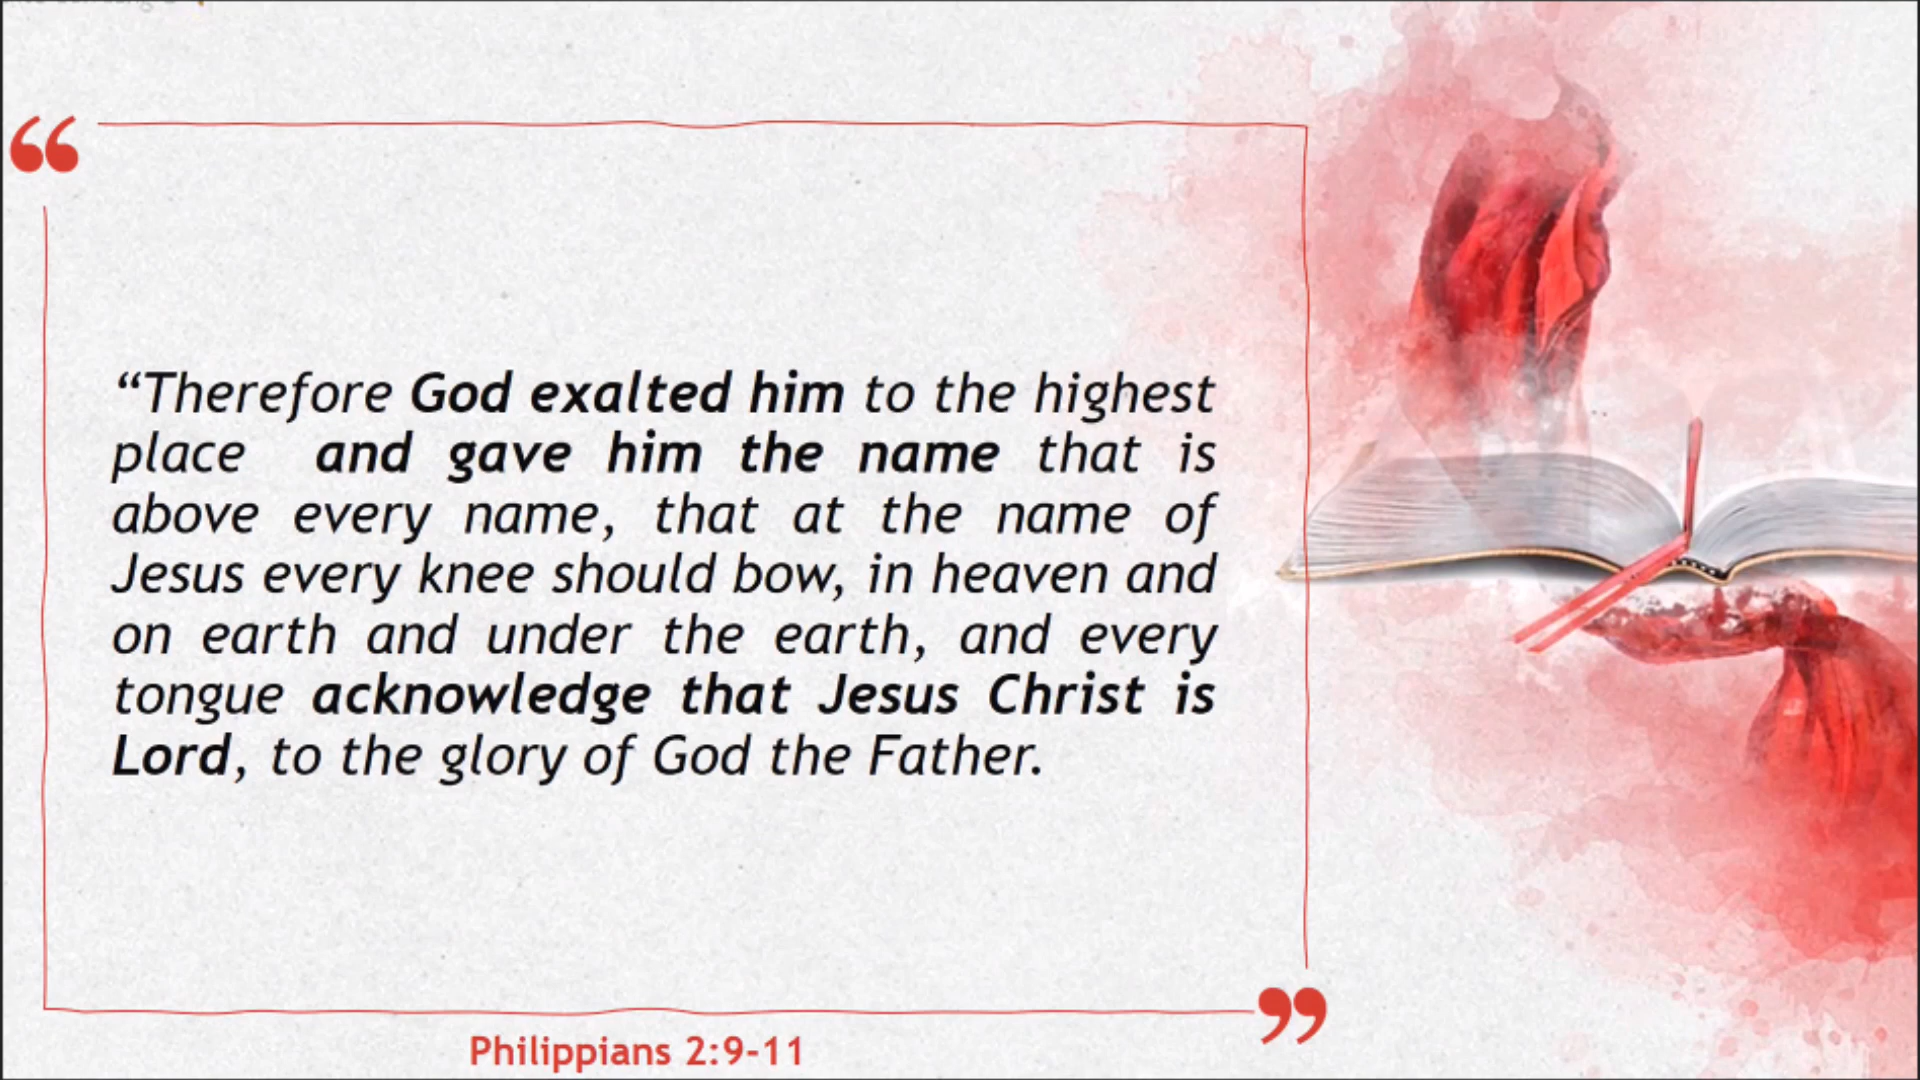 “Therefore God exalted him to the highest
place and gave him the name that is
above every name, that at the name of
Jesus every knee should bow, in heaven and
on earth and under the earth, and every
tongue acknowledge that Jesus Christ is
Lord, to the glory of God the Father.
Philippians 2:9-11